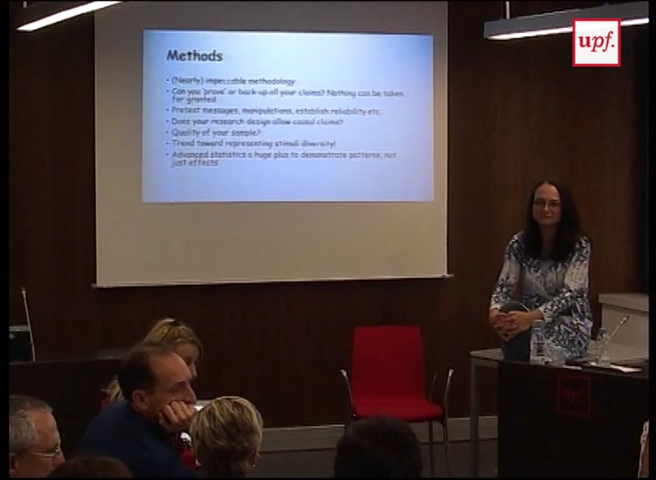 upf.
Methods
(Nearly) impeccable methodology
Can you 'prove' or back-up all your claims? Nothing can be taken
for granted
Pretest messages, manipulations, establish reliability etc.
Does your research design allow causal claims?
Quality of your sample?
Trend toward representing stimuli diversity!
Advanced statistics a huge plus to demonstrate patterns, not
just effects
upf.